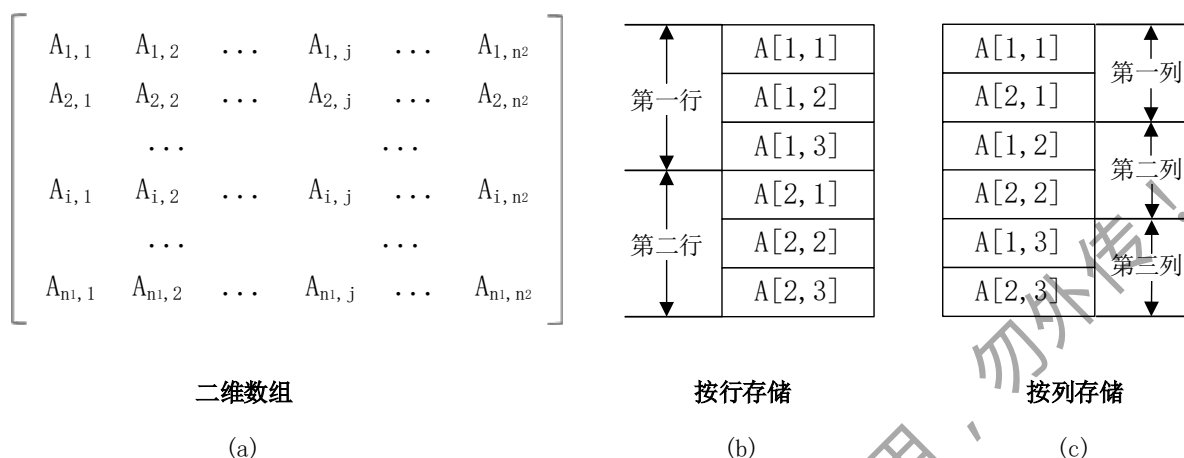 A1,1 A1,2 ... A1,j ... A1,n2
A2,1 A2,2 ... A2,j ... A2,n2
... ...
Ai,1 Ai,2 ... Ai,j ... Ai,n2
... ...
An1,1 An1,2 ... An1,j ... An1,n2
二维数组
(a)
第一行
A[1,1]
A[1,2]
A[1,3]
第二行
A[2,1]
A[2,2]
A[2,3]
按行存储
(b)
A[1,1]
A[2,1]
第一列
A[1,2]
A[2,2]
第二列
A[1,3]
A[2,3]
第三列
按列存储
(c)
,勿外传!